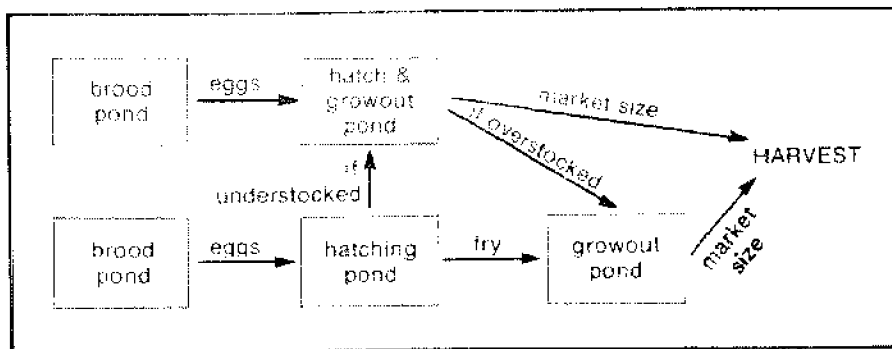 brood
pond
eggs
hatch &
growout
pond
market size
if overstocked
HARVEST
if
understocked
brood
pond
eggs
hatching
pond
fry
growout
pond
market
size